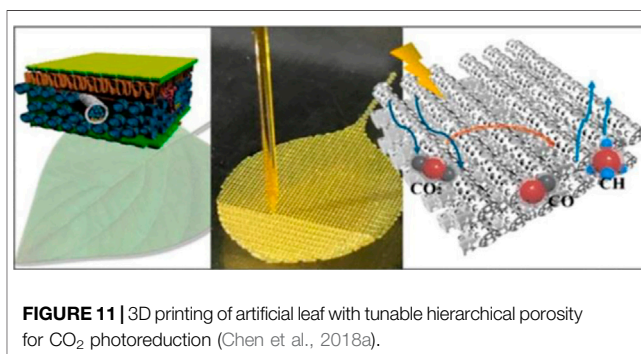 CO₂
CO
CH
FIGURE 11 | 3D printing of artificial leaf with tunable hierarchical porosity
for CO₂ photoreduction (Chen et al., 2018a).